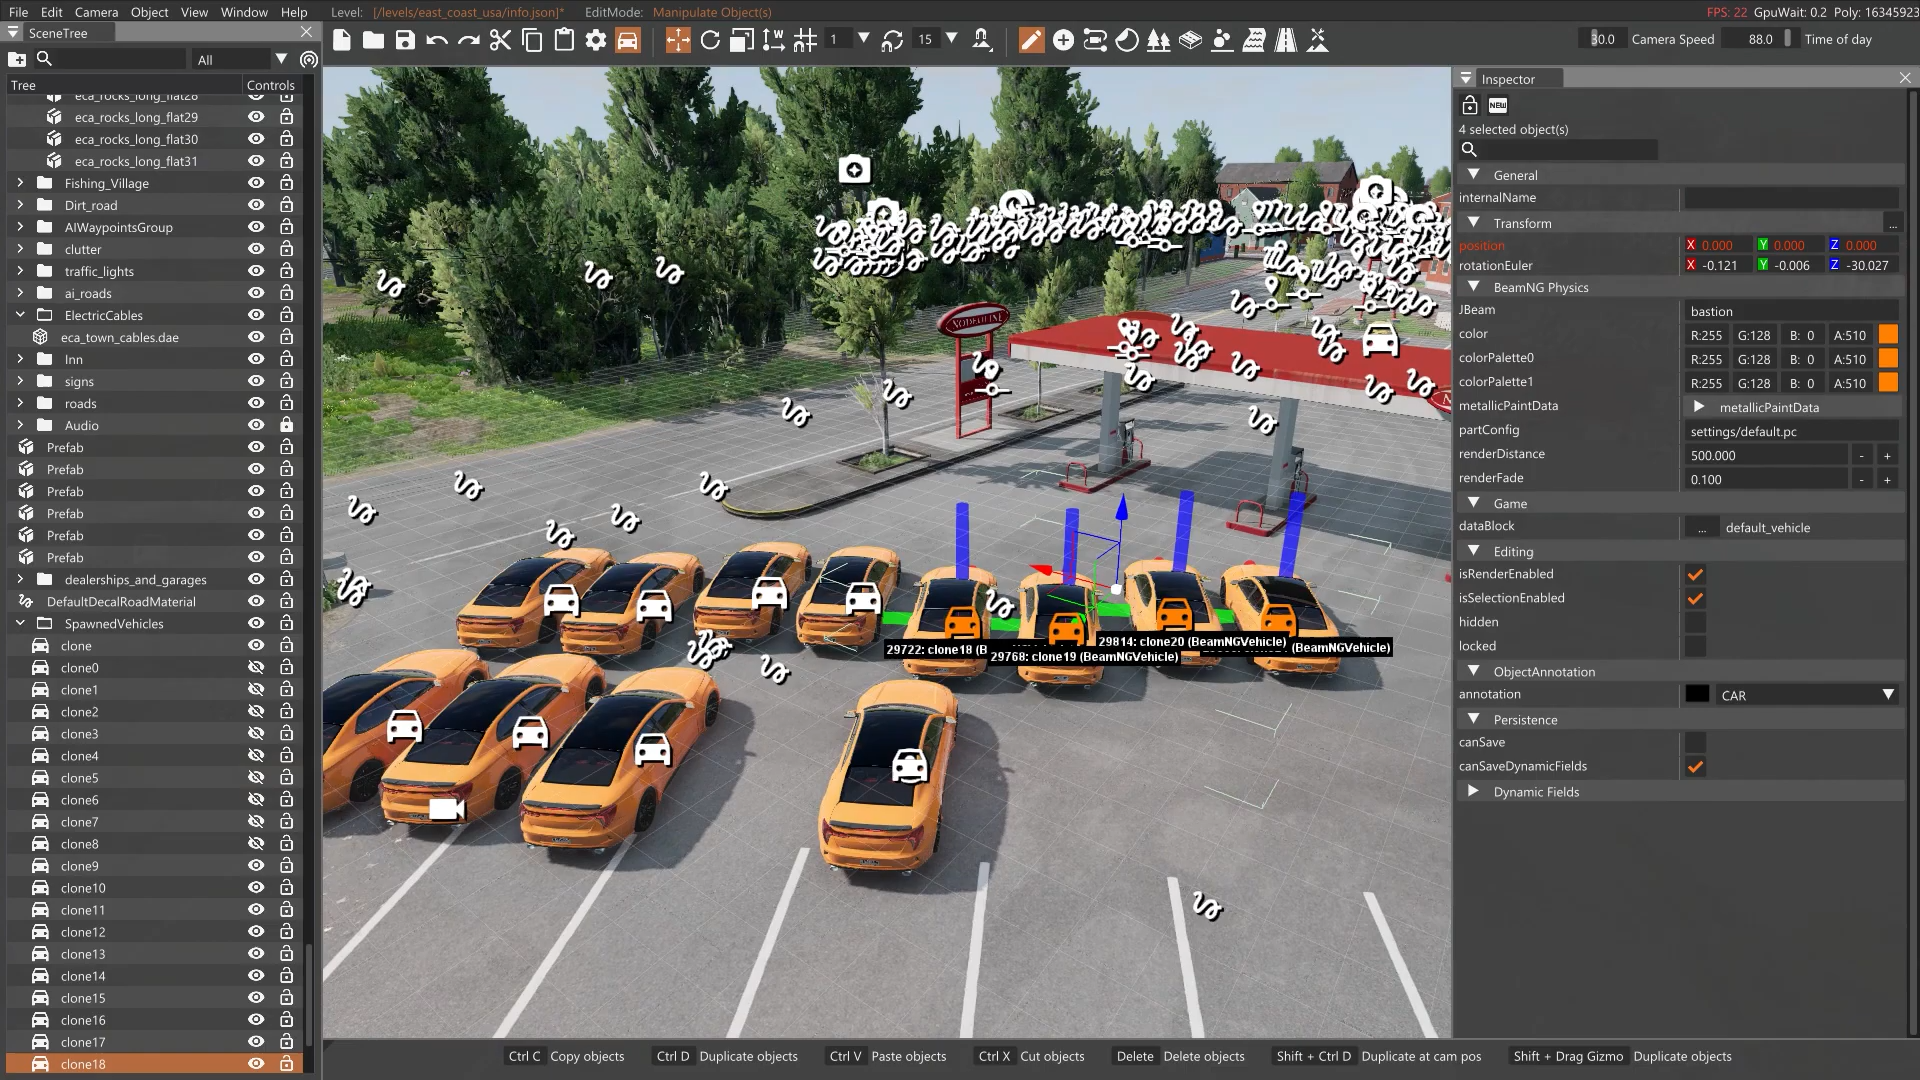 File Edit Camera Object View Window Help Level: [/levels/east_coast_usa/info.json]* EditMode: Manipulate Object(s) FPS: 22 GpuWait: 0.2 Poly: 16345923
SceneTree
1 15 30.0 Camera Speed 88.0 Time of day
All
Tree Controls
eca_rocks_long_flat28
eca_rocks_long_flat29
eca_rocks_long_flat30
eca_rocks_long_flat31
Fishing_Village
Dirt_road
AIWaypointsGroup
clutter
traffic_lights
ai_roads
ElectricCables
eca_town_cables.dae
Inn
signs
roads
Audio
Prefab
Prefab
Prefab
Prefab
Prefab
Prefab
dealerships_and_garages
DefaultDecalRoadMaterial
SpawnedVehicles
clone
clone0
clone1
clone2
clone3
clone4
clone5
clone6
clone7
clone8
clone9
clone10
clone11
clone12
clone13
clone14
clone15
clone16
clone17
clone18
29722: clone18 (B
29768: clone19 (BeamNGVehicle)
29814: clone20 (BeamNGVehicle)
(BeamNGVehicle)
Inspector
NEW
4 selected object(s)
General
internalName
Transform
...
position X 0.000 Y 0.000 Z 0.000
rotationEuler X -0.121 Y -0.006 Z -30.027
BeamNG Physics
JBeam bastion
color R:255 G:128 B: 0 A:510
colorPalette0 R:255 G:128 B: 0 A:510
colorPalette1 R:255 G:128 B: 0 A:510
metallicPaintData metallicPaintData
partConfig settings/default.pc
renderDistance 500.000 - +
renderFade 0.100 - +
Game
dataBlock ... default_vehicle
Editing
isRenderEnabled
isSelectionEnabled
hidden
locked
ObjectAnnotation
annotation CAR
Persistence
canSave
canSaveDynamicFields
Dynamic Fields
Ctrl C Copy objects Ctrl D Duplicate objects Ctrl V Paste objects Ctrl X Cut objects Delete Delete objects Shift + Ctrl D Duplicate at cam pos Shift + Drag Gizmo Duplicate objects